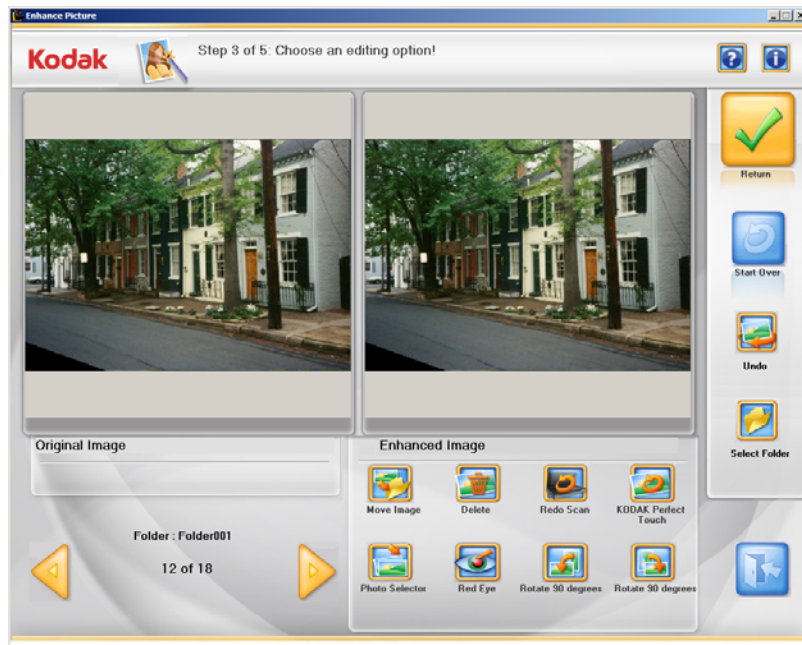 Enhance Picture
Kodak
Step 3 of 5: Choose an editing option!
Return
Start Over
Undo
Select Folder
Original Image
Enhanced Image
Move Image
Delete
Redo Scan
KODAK Perfect
Touch
Folder : Folder001
12 of 18
Photo Selector
Red Eye
Rotate 90 degrees
Rotate 90 degrees